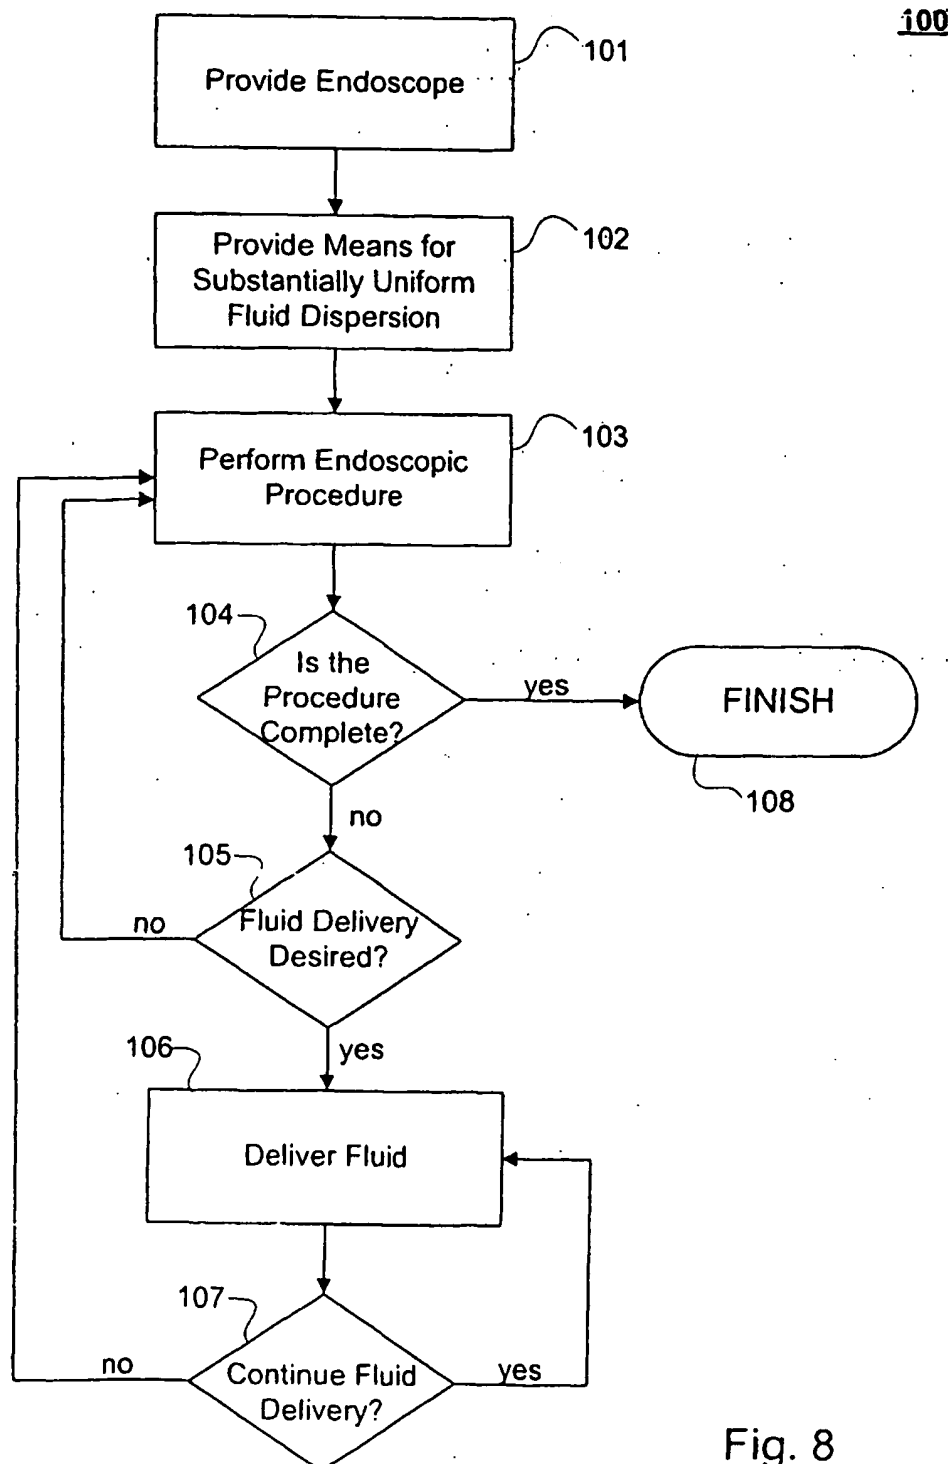 100
Provide Endoscope
101
Provide Means for
Substantially Uniform
Fluid Dispersion
102
Perform Endoscopic
Procedure
103
104
Is the
Procedure
Complete?
yes
FINISH
108
no
105
Fluid Delivery
Desired?
no
yes
106
Deliver Fluid
107
Continue Fluid
Delivery?
no
yes
Fig. 8